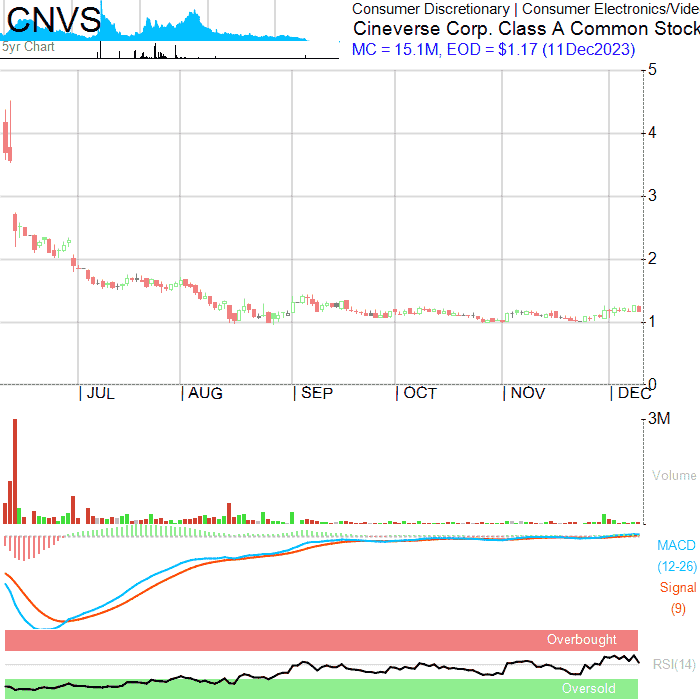 CNVS
5yr Chart
Consumer Discretionary | Consumer Electronics/Vide
Cineverse Corp. Class A Common Stock
MC = 15.1M, EOD = $1.17 (11Dec2023)
5
4
3
2
1
0
JUL
AUG
SEP
OCT
NOV
DEC
3M
Volume
MACD
(12-26)
Signal
(9)
Overbought
RSI(14)
Oversold